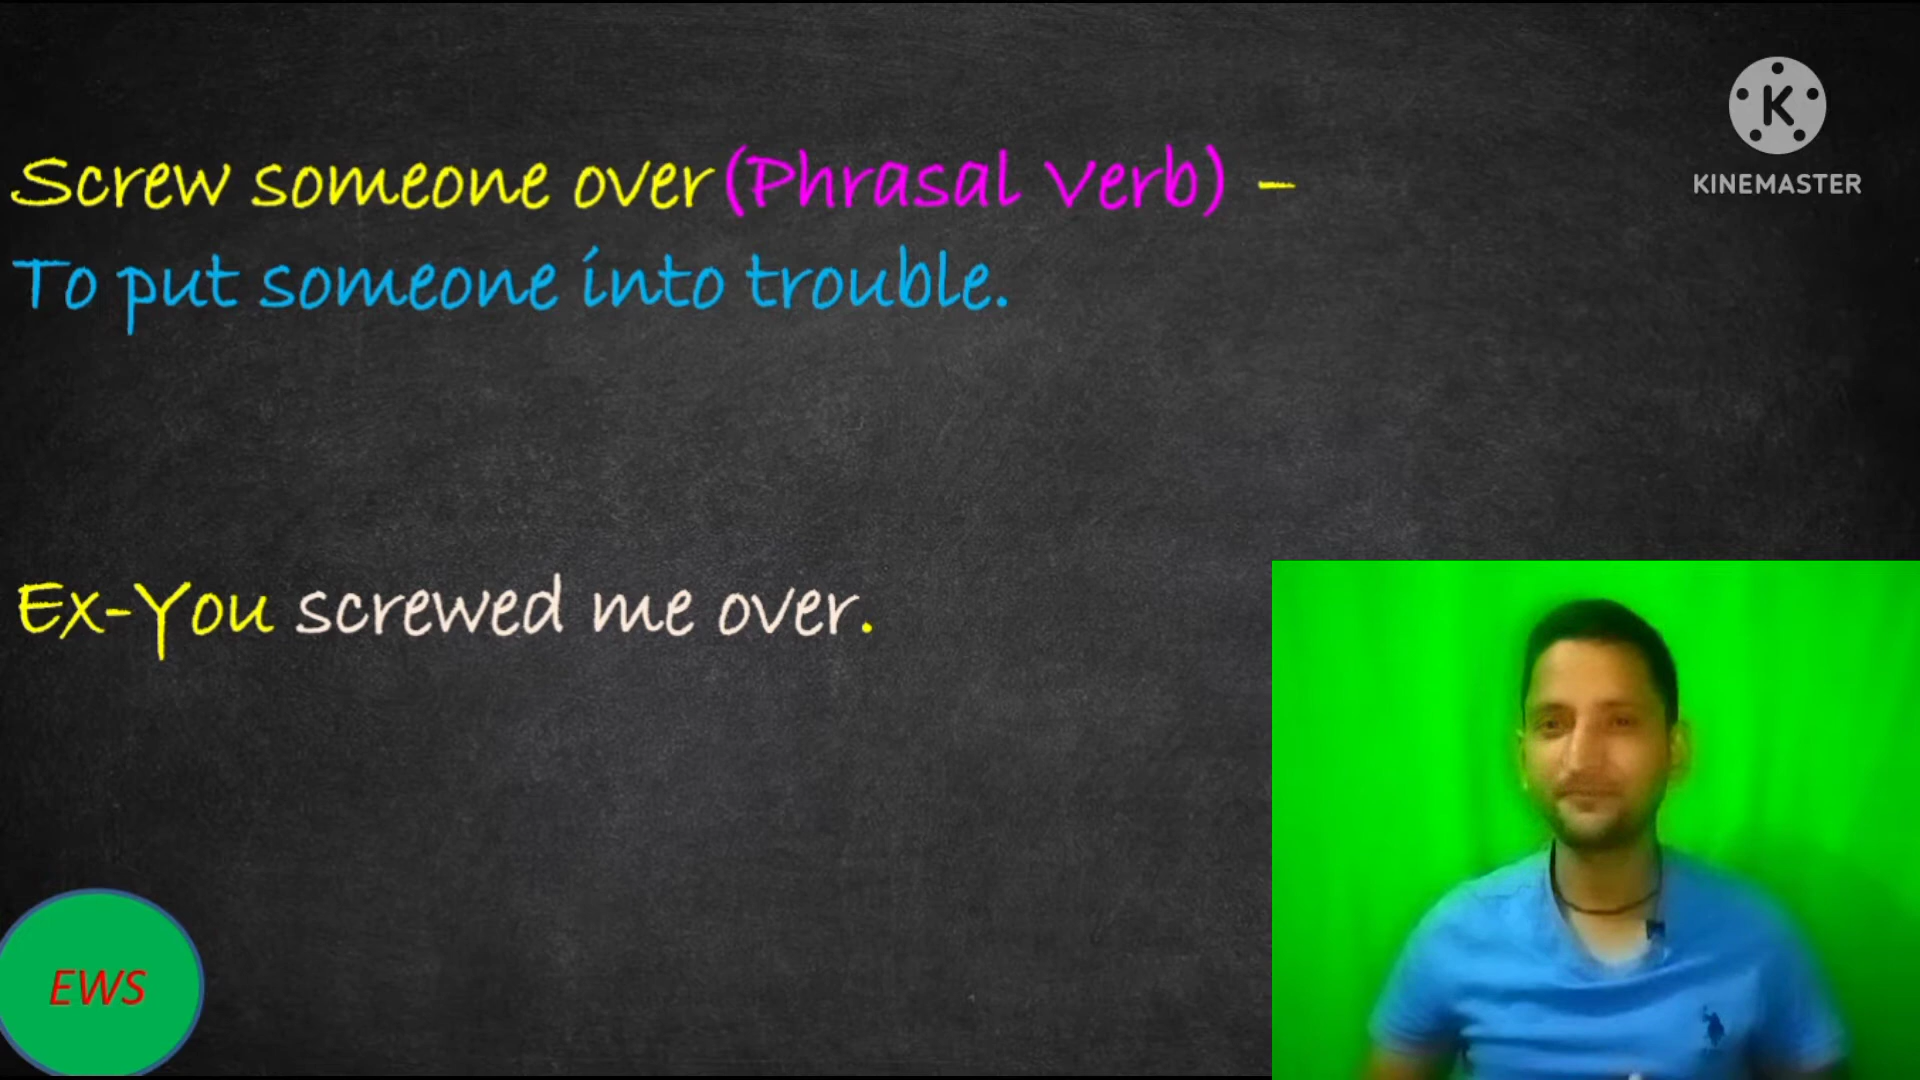 Screw someone over (Phrasal Verb) –
To put someone into trouble.
Ex-You screwed me over.
K
KINEMASTER
EWS